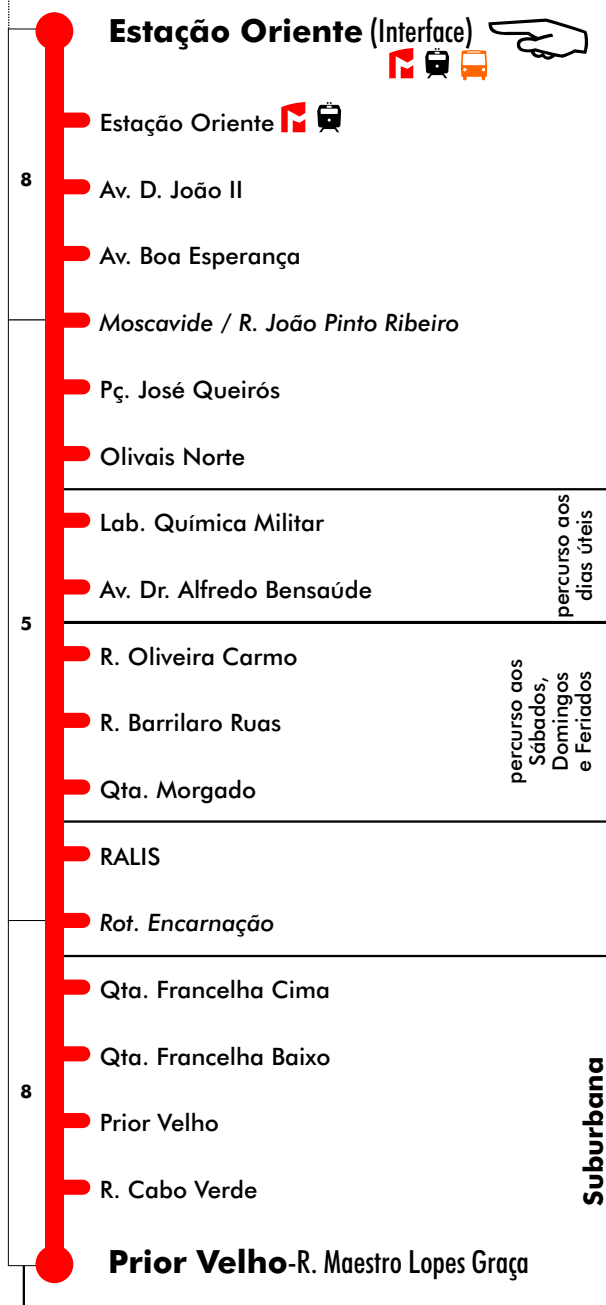 Estação Oriente (Interface)
Estação Oriente
8
Av. D. João II
Av. Boa Esperança
Moscavide / R. João Pinto Ribeiro
Pç. José Queirós
Olivais Norte
Lab. Química Militar
percurso aos
dias úteis
Av. Dr. Alfredo Bensaúde
5
R. Oliveira Carmo
percurso aos
Sábados,
Domingos
e Feriados
R. Barrilaro Ruas
Qta. Morgado
RALIS
Rot. Encarnação
Qta. Francelha Cima
Qta. Francelha Baixo
8
Prior Velho
Suburbana
R. Cabo Verde
Prior Velho-R. Maestro Lopes Graça